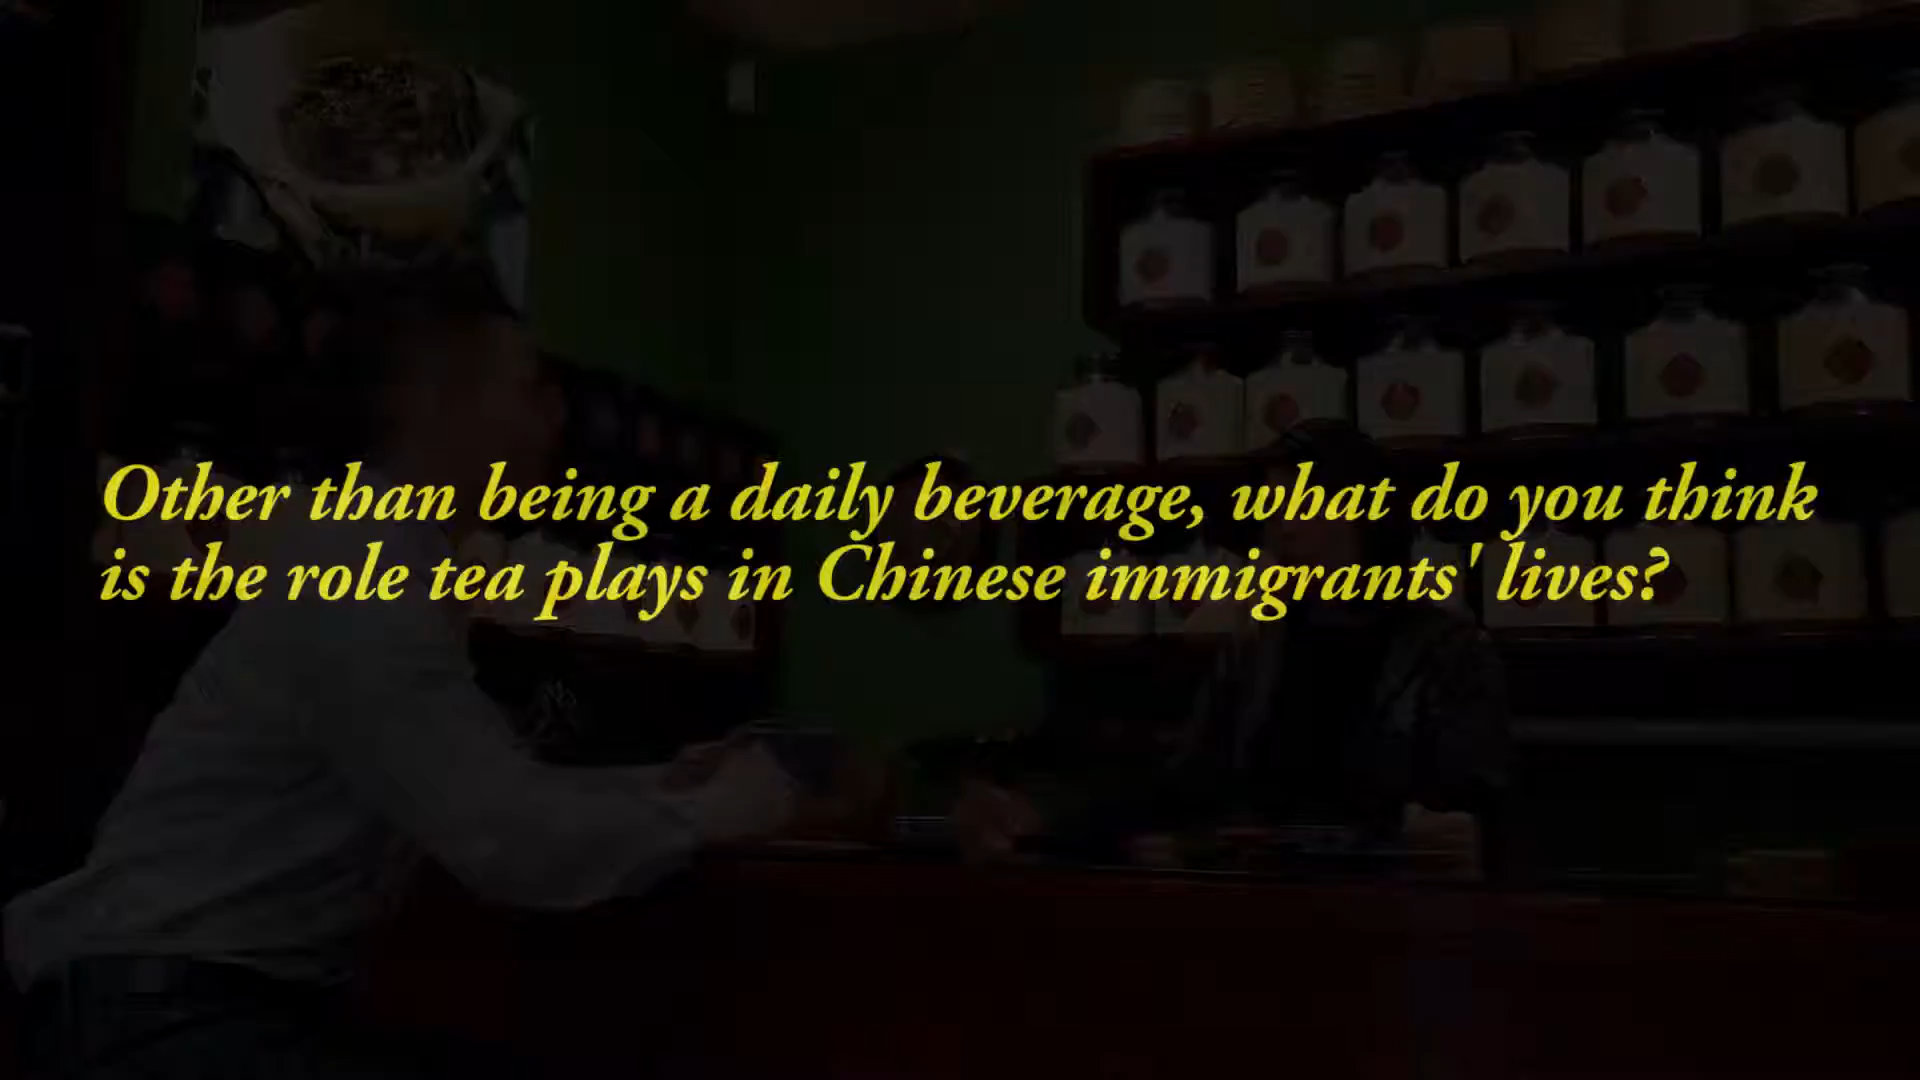 Other than being a daily beverage, what do you think
is the role tea plays in Chinese immigrants' lives?